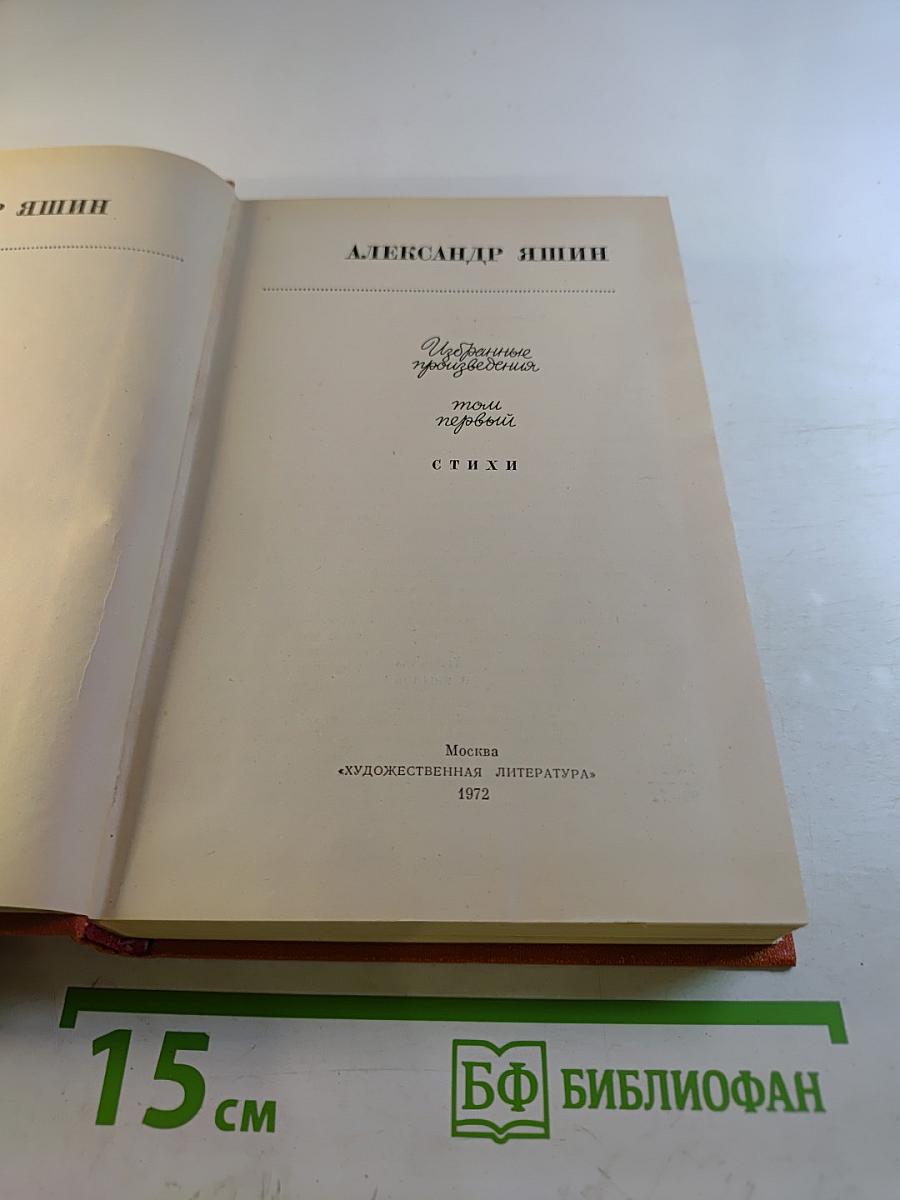 Р ЯШИН
АЛЕКСАНДР ЯШИН
Избранные
произведения
том
первый
СТИХИ
Москва
«ХУДОЖЕСТВЕННАЯ ЛИТЕРАТУРА»
1972
15 см
БФ БИБЛИОФАН